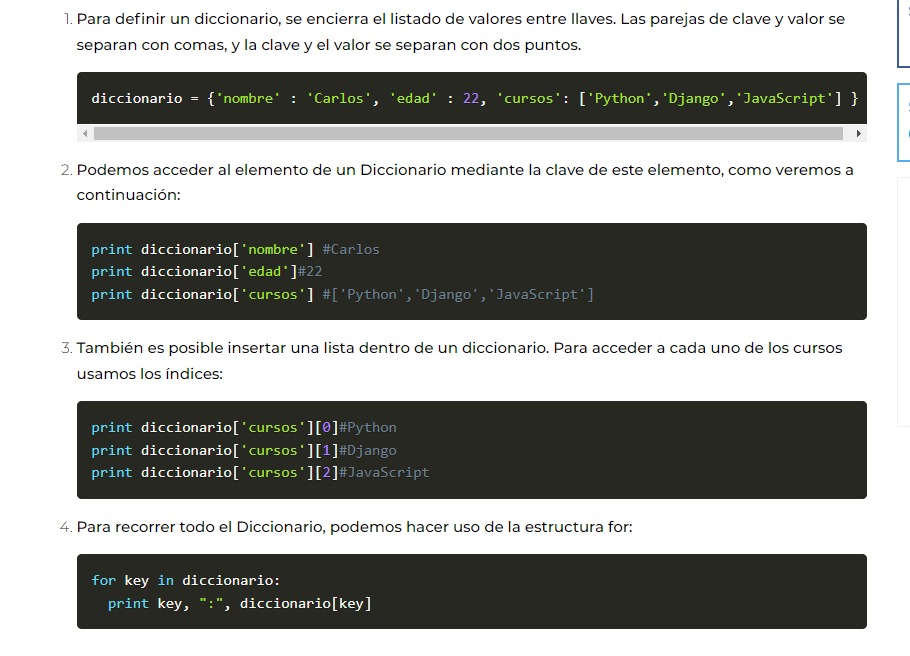 1. Para definir un diccionario, se encierra el listado de valores entre llaves. Las parejas de clave y valor se
separan con comas, y la clave y el valor se separan con dos puntos.
diccionario = {'nombre' : 'Carlos', 'edad' : 22, 'cursos': ['Python','Django','JavaScript'] }
2. Podemos acceder al elemento de un Diccionario mediante la clave de este elemento, como veremos a
continuación:
print diccionario['nombre'] #Carlos
print diccionario['edad']#22
print diccionario['cursos'] #['Python','Django','JavaScript']
3. También es posible insertar una lista dentro de un diccionario. Para acceder a cada uno de los cursos
usamos los índices:
print diccionario['cursos'][0]#Python
print diccionario['cursos'][1]#Django
print diccionario['cursos'][2]#JavaScript
4. Para recorrer todo el Diccionario, podemos hacer uso de la estructura for:
for key in diccionario:
  print key, ":", diccionario[key]